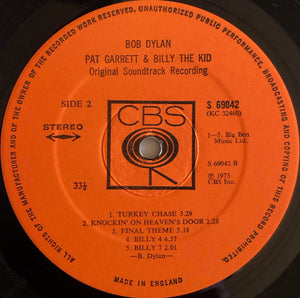 ALL RIGHTS OF THE MANUFACTURER AND OF THE OWNER OF THE RECORDED WORK RESERVED. UNAUTHORIZED PUBLIC PERFORMANCE, BROADCASTING AND COPYING OF THIS RECORD PROHIBITED.
BOB DYLAN
PAT GARRETT & BILLY THE KID
Original Soundtrack Recording
SIDE 2
CBS
S 69042
(KC 32460)
STEREO
1—5. Big Ben
Music Ltd.
S 69042 B
33⅓
℗ 1973
CBS Inc.
1. TURKEY CHASE 3.29
2. KNOCKIN' ON HEAVEN'S DOOR 2.28
3. FINAL THEME 5.18
4. BILLY 4 4.57
5. BILLY 7 2.01
—B. Dylan—
MADE IN ENGLAND